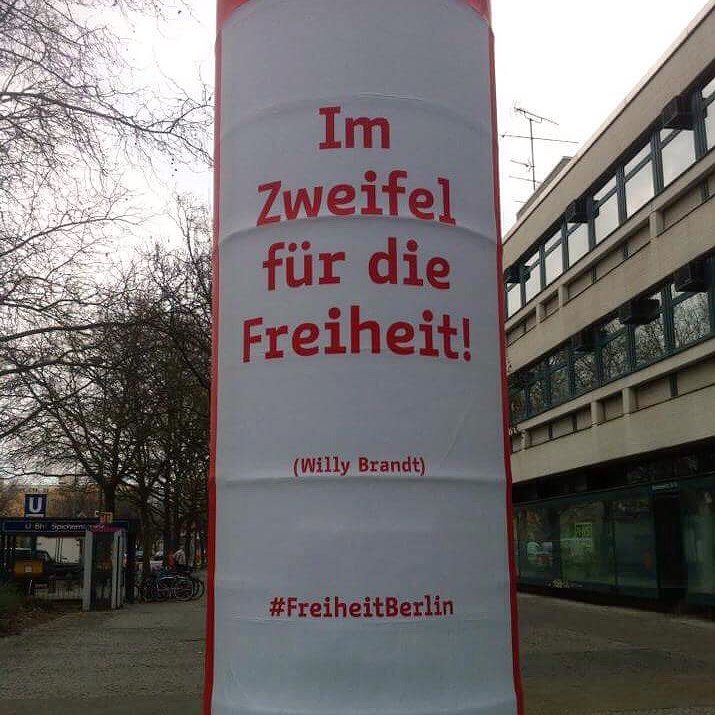 Im
Zweifel
für die
Freiheit!
(Willy Brandt)
#FreiheitBerlin
U